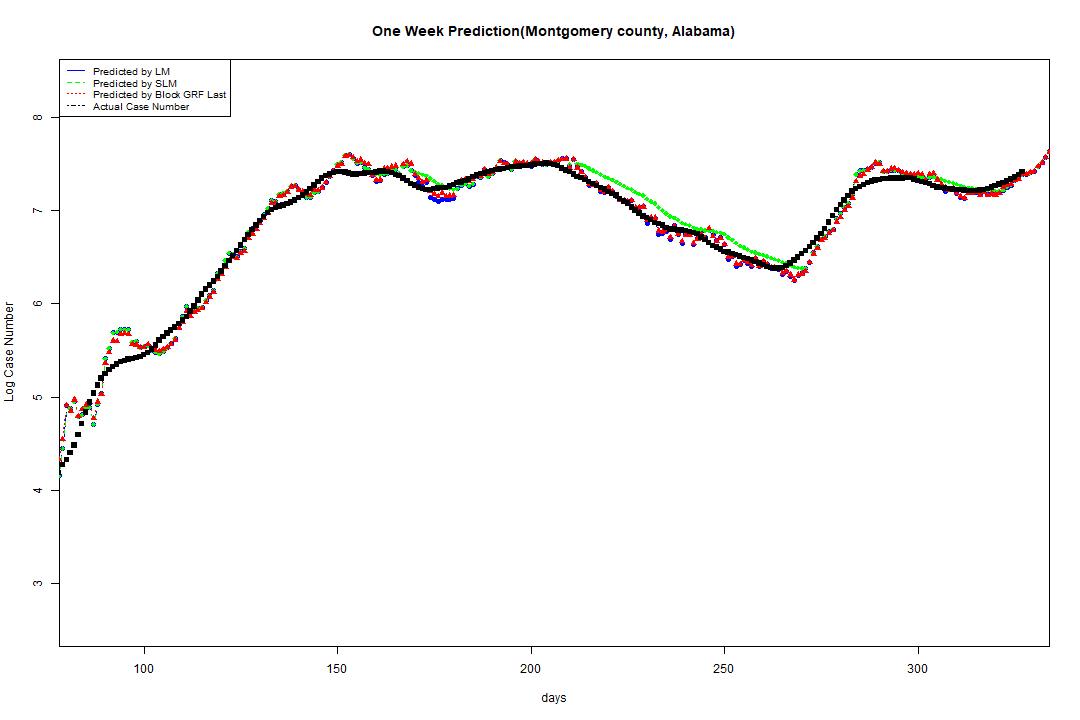 One Week Prediction(Montgomery county, Alabama)
Predicted by LM
Predicted by SLM
Predicted by Block GRF Last
Actual Case Number
8
7
6
5
4
3
Log Case Number
100 150 200 250 300
days